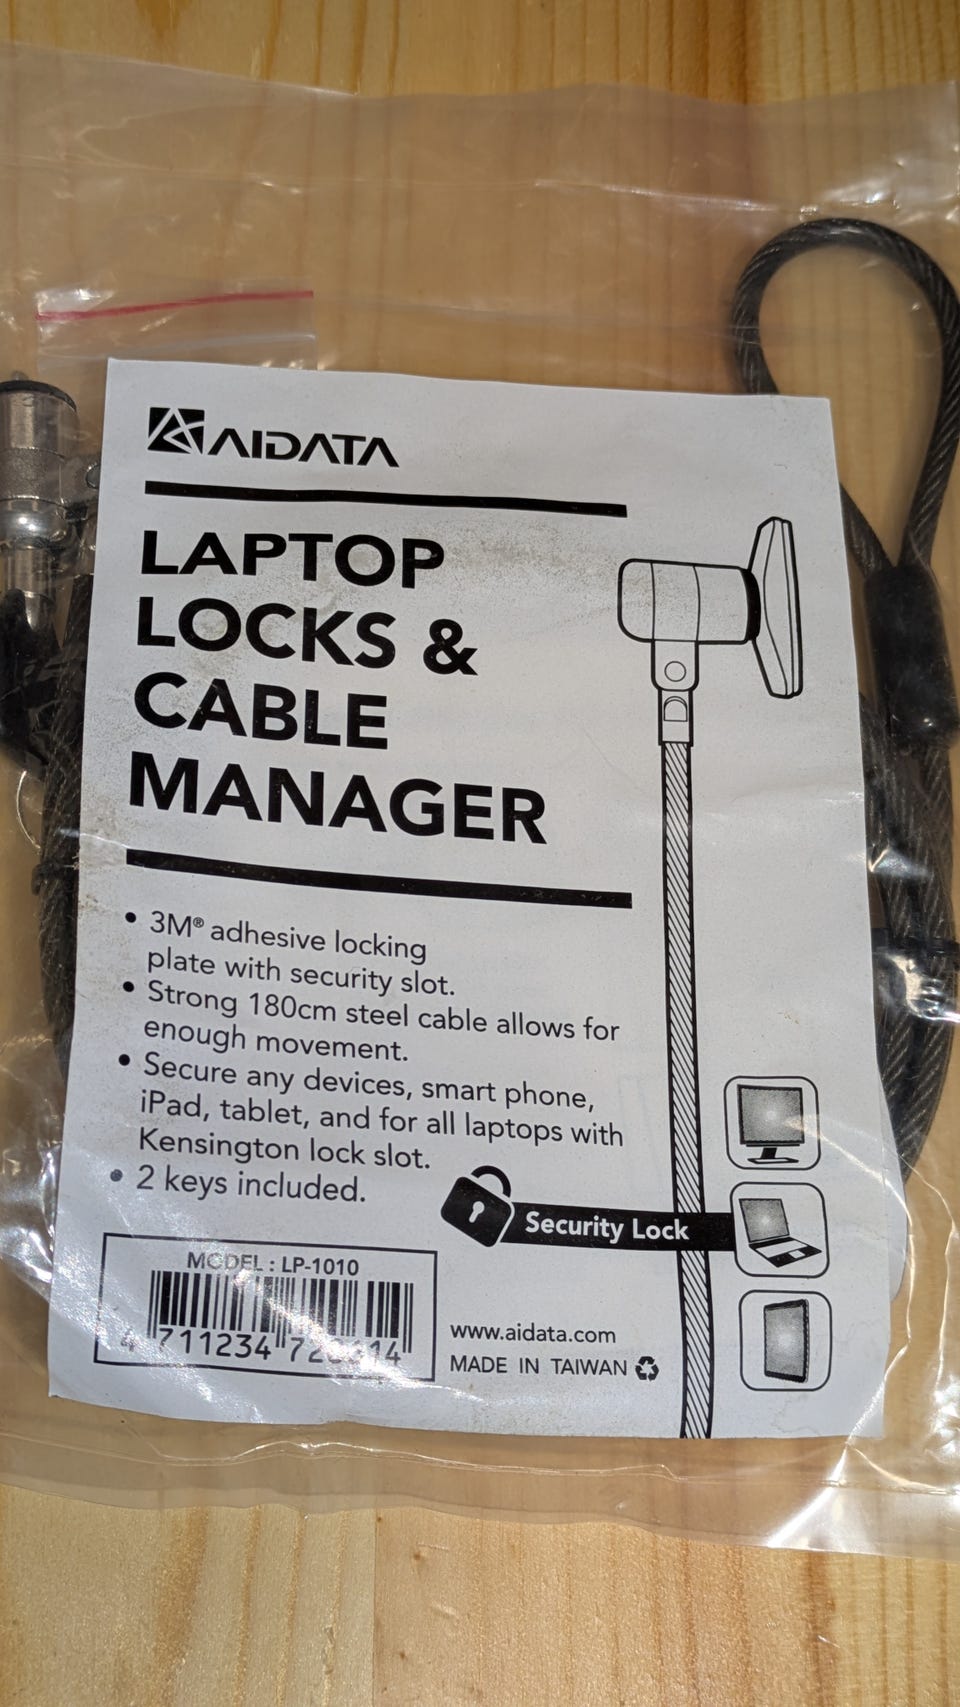 AIDATA
LAPTOP
LOCKS &
CABLE
MANAGER
• 3M® adhesive locking
plate with security slot.
• Strong 180cm steel cable allows for
enough movement.
• Secure any devices, smart phone,
iPad, tablet, and for all laptops with
Kensington lock slot.
• 2 keys included.
Security Lock
MODEL : LP-1010
4 711234
www.aidata.com
MADE IN TAIWAN